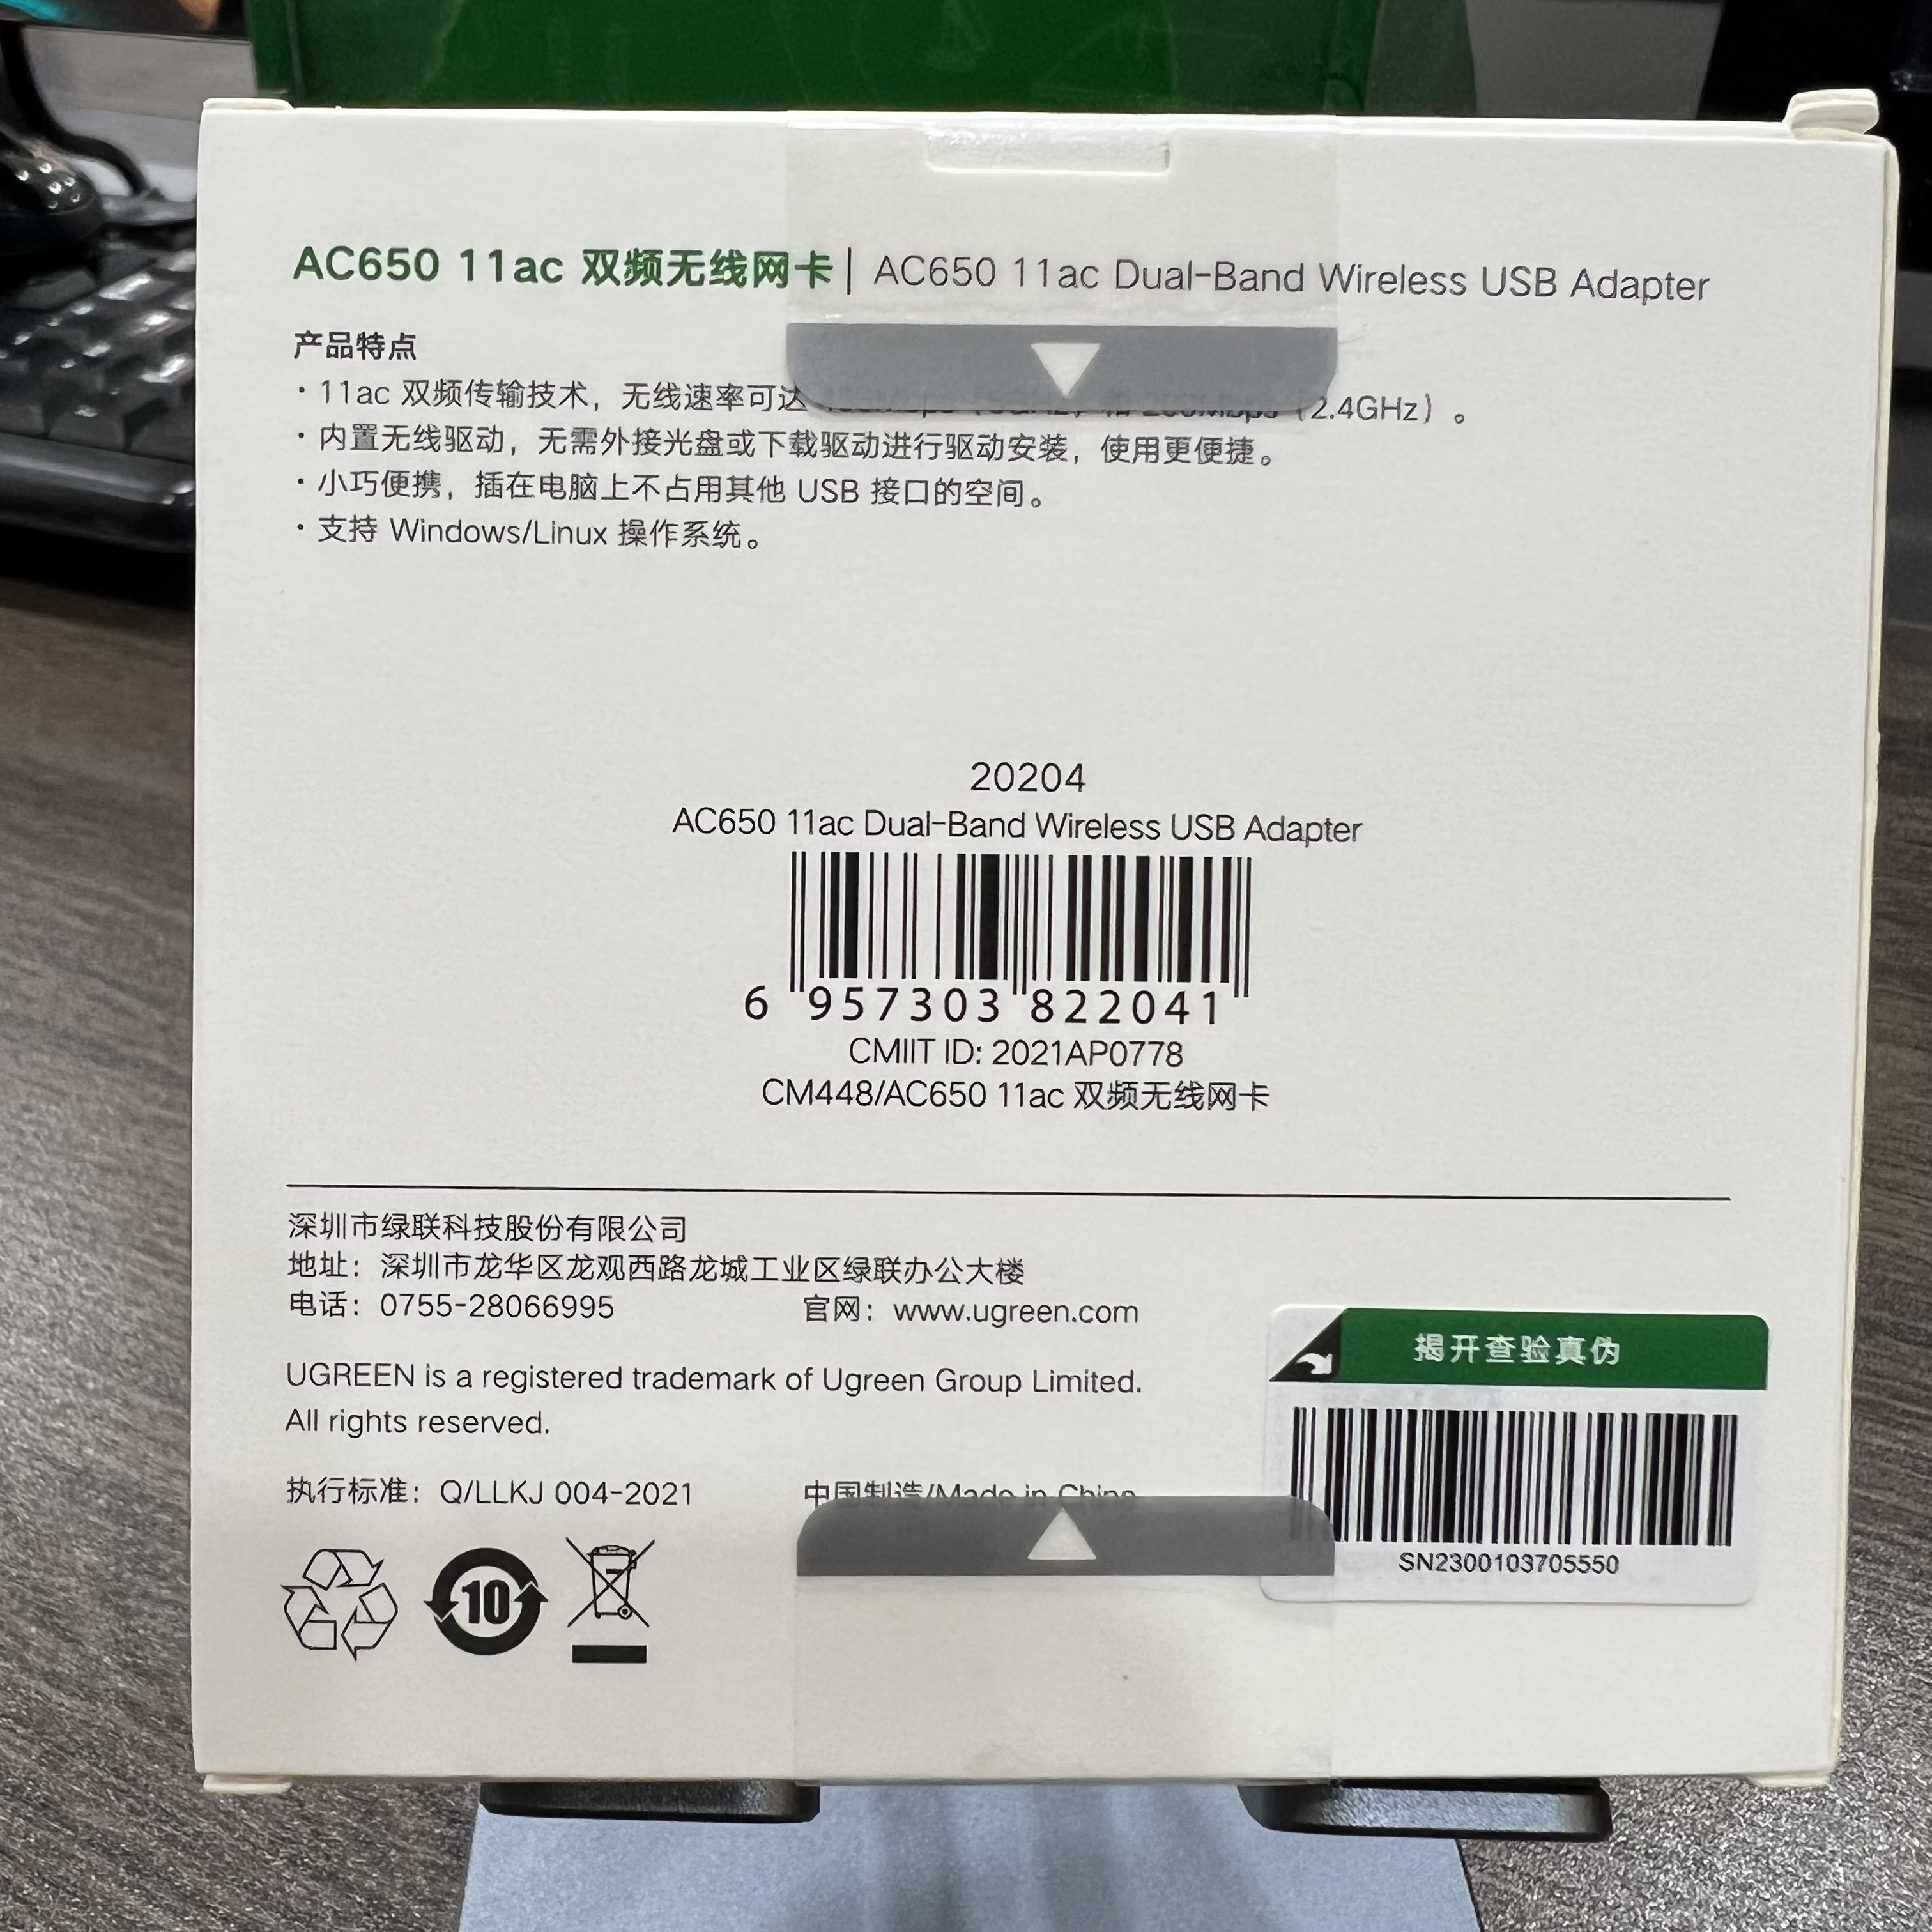 AC650 11ac 双频无线网卡 | AC650 11ac Dual-Band Wireless USB Adapter
产品特点
· 11ac 双频传输技术，无线速率可达 （2.4GHz）。
· 内置无线驱动，无需外接光盘或下载驱动进行驱动安装，使用更便捷。
· 小巧便携，插在电脑上不占用其他 USB 接口的空间。
· 支持 Windows/Linux 操作系统。
20204
AC650 11ac Dual-Band Wireless USB Adapter
6 957303 822041
CMIIT ID: 2021AP0778
CM448/AC650 11ac 双频无线网卡
深圳市绿联科技股份有限公司
地址：深圳市龙华区龙观西路龙城工业区绿联办公大楼
电话：0755-28066995 官网：www.ugreen.com
UGREEN is a registered trademark of Ugreen Group Limited.
All rights reserved.
执行标准：Q/LLKJ 004-2021 中国制造/Made in China
10
揭开查验真伪
SN2300103705550